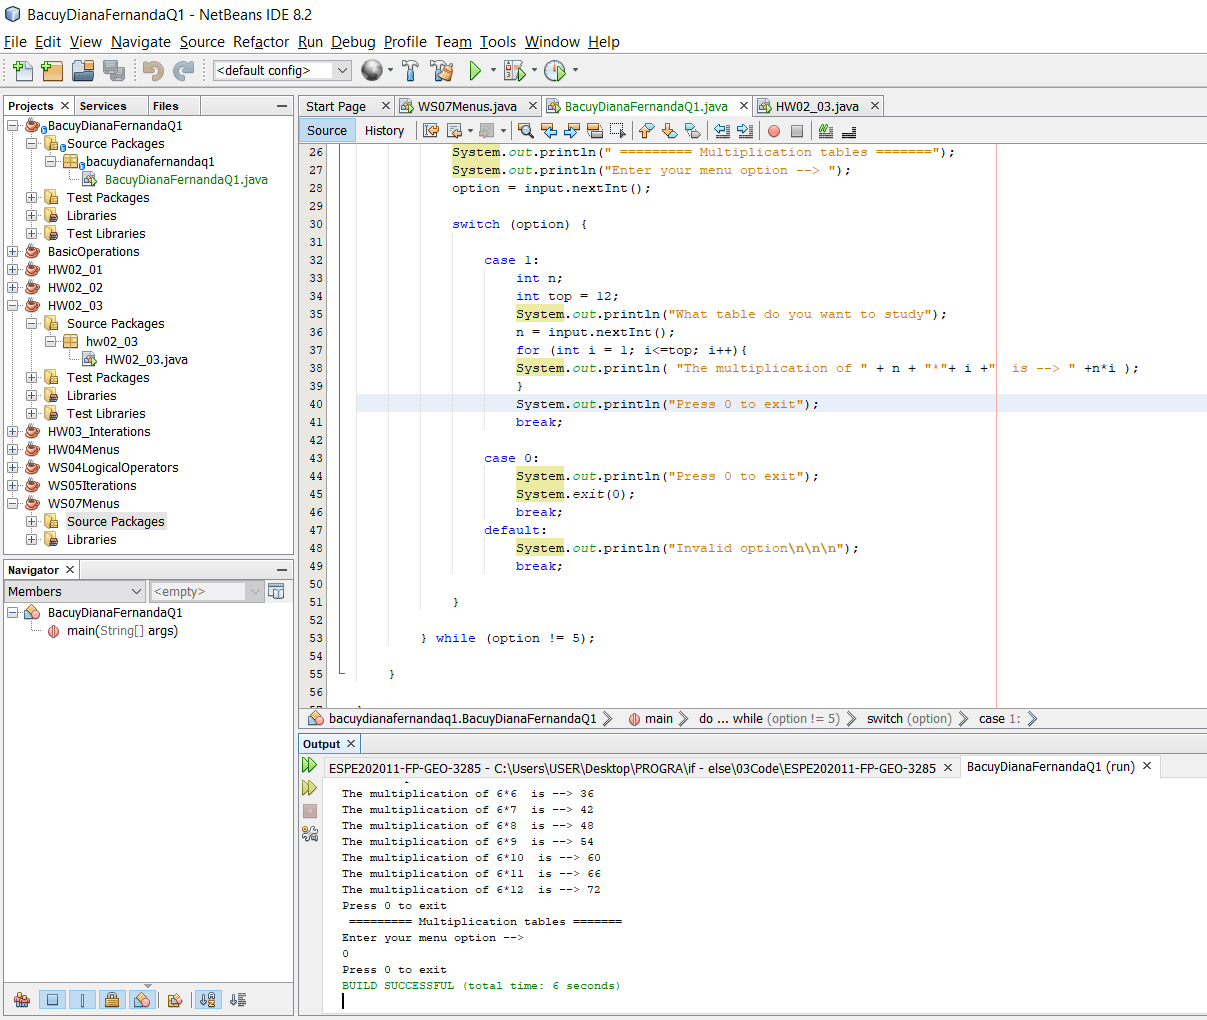 BacuyDianaFernandaQ1 - NetBeans IDE 8.2
File Edit View Navigate Source Refactor Run Debug Profile Team Tools Window Help
<default config>
Projects Services Files
BacuyDianaFernandaQ1
Source Packages
bacuydianafernandaq1
BacuyDianaFernandaQ1.java
Test Packages
Libraries
Test Libraries
BasicOperations
HW02_01
HW02_02
HW02_03
Source Packages
hw02_03
HW02_03.java
Test Packages
Libraries
Test Libraries
HW03_Interations
HW04Menus
WS04LogicalOperators
WS05Iterations
WS07Menus
Source Packages
Libraries
Navigator
Members <empty>
BacuyDianaFernandaQ1
main(String[] args)
Start Page WS07Menus.java BacuyDianaFernandaQ1.java HW02_03.java
Source History
26 System.out.println(" ========= Multiplication tables =======");
27 System.out.println("Enter your menu option --> ");
28 option = input.nextInt();
29
30 switch (option) {
31
32 case 1:
33 int n;
34 int top = 12;
35 System.out.println("What table do you want to study");
36 n = input.nextInt();
37 for (int i = 1; i<=top; i++){
38 System.out.println( "The multiplication of " + n + "*"+ i +"  is --> " +n*i );
39 }
40 System.out.println("Press 0 to exit");
41 break;
42
43 case 0:
44 System.out.println("Press 0 to exit");
45 System.exit(0);
46 break;
47 default:
48 System.out.println("Invalid option\n\n\n");
49 break;
50
51 }
52
53 } while (option != 5);
54
55 }
56
bacuydianafernandaq1.BacuyDianaFernandaQ1 main do ... while (option != 5) switch (option) case 1:
Output
ESPE202011-FP-GEO-3285 - C:\Users\USER\Desktop\PROGRA\if - else\03Code\ESPE202011-FP-GEO-3285 BacuyDianaFernandaQ1 (run)
The multiplication of 6*6  is --> 36
The multiplication of 6*7  is --> 42
The multiplication of 6*8  is --> 48
The multiplication of 6*9  is --> 54
The multiplication of 6*10  is --> 60
The multiplication of 6*11  is --> 66
The multiplication of 6*12  is --> 72
Press 0 to exit
========= Multiplication tables =======
Enter your menu option -->
0
Press 0 to exit
BUILD SUCCESSFUL (total time: 6 seconds)